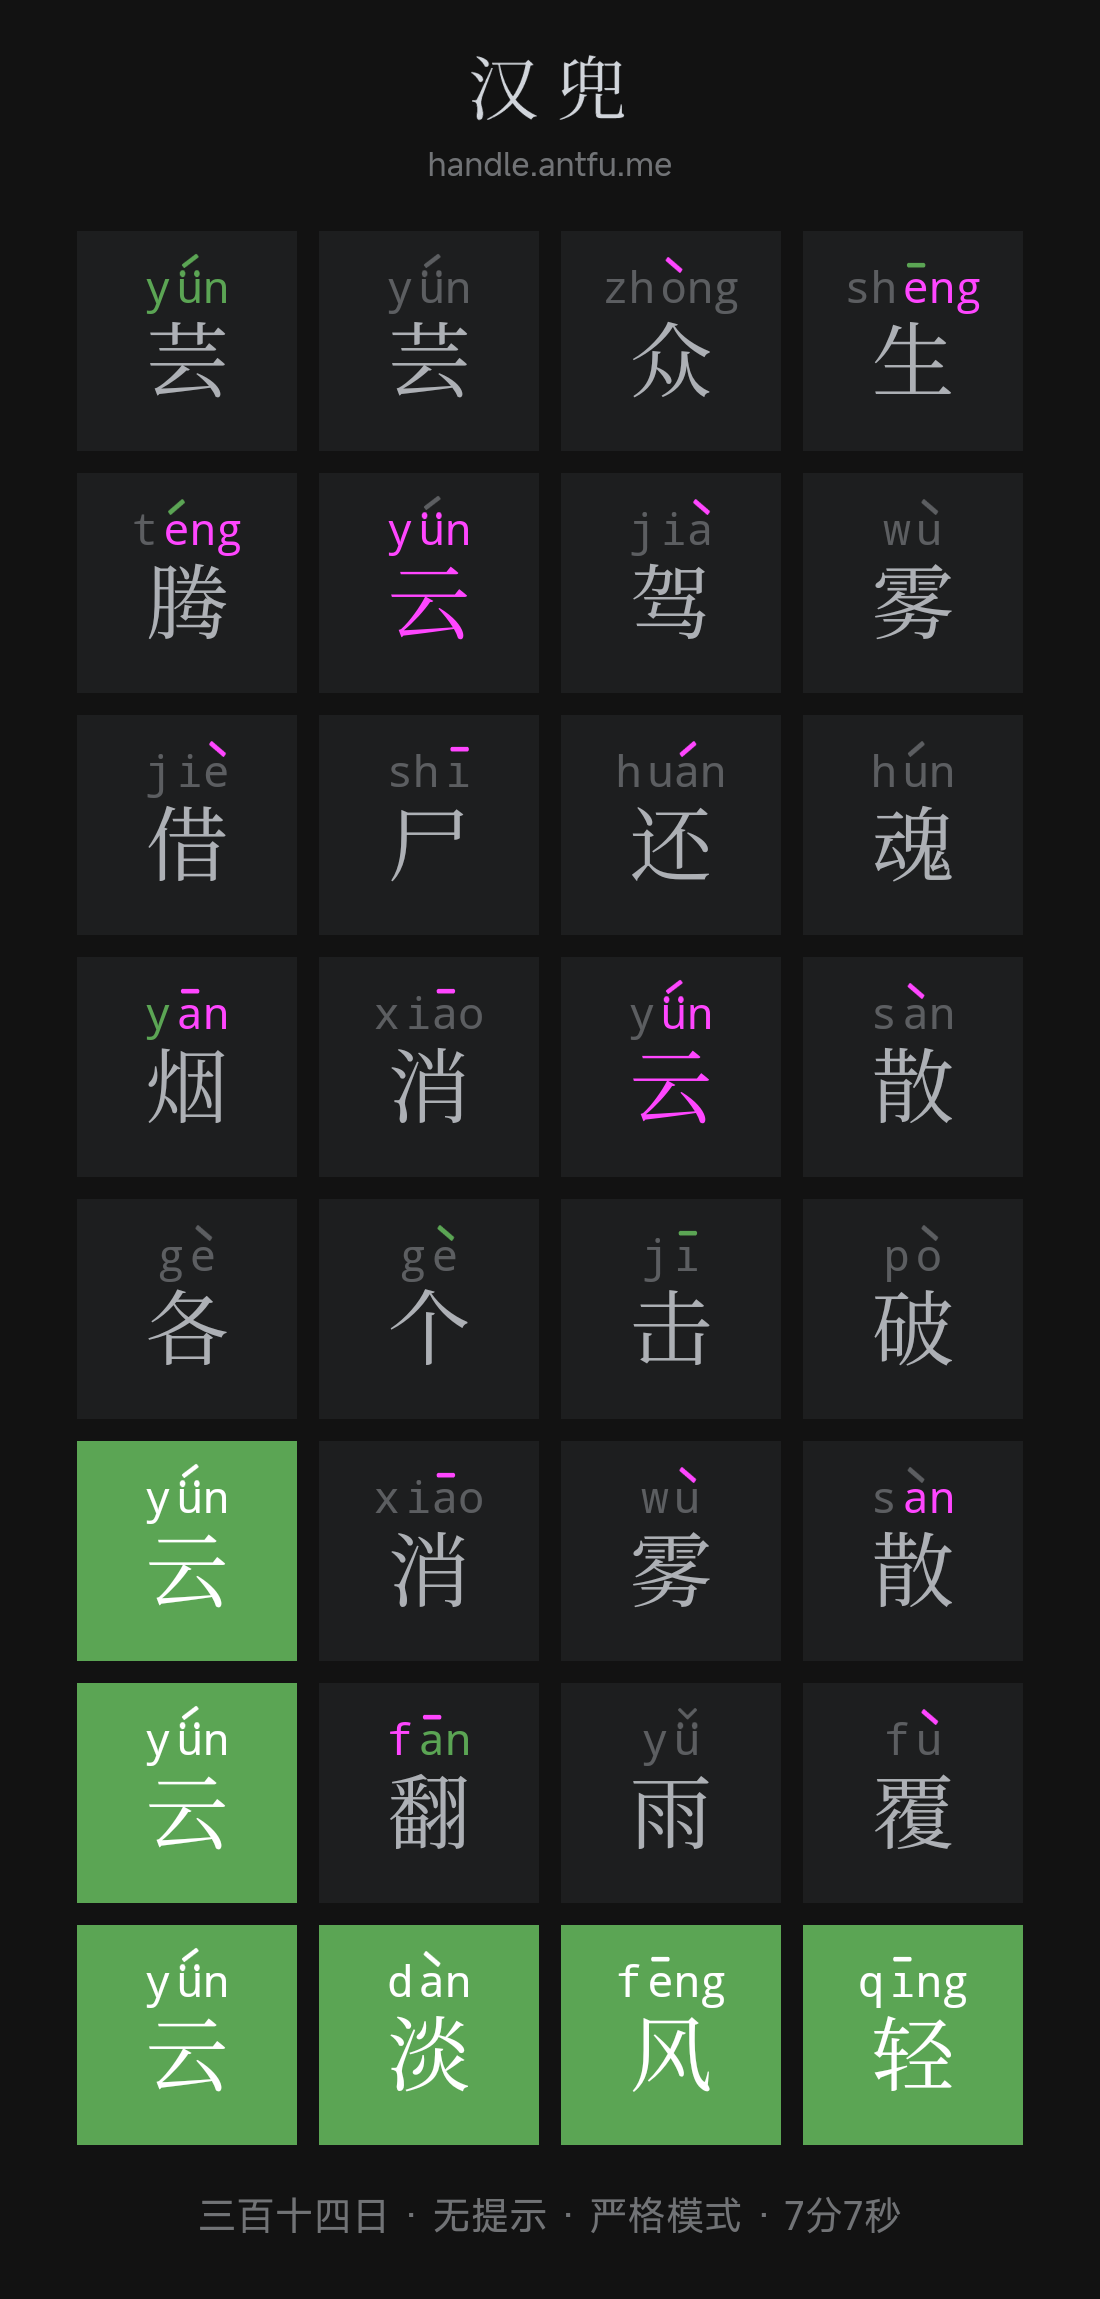 汉兜
handle.antfu.me
yún yún zhòng shēng
芸 芸 众 生
téng yún jià wù
腾 云 驾 雾
jiè shī huán hún
借 尸 还 魂
yān xiāo yún sàn
烟 消 云 散
gè gè jī pò
各 个 击 破
yún xiāo wù sàn
云 消 雾 散
yún fān yǔ fù
云 翻 雨 覆
yún dàn fēng qīng
云 淡 风 轻
三百十四日 · 无提示 · 严格模式 · 7分7秒